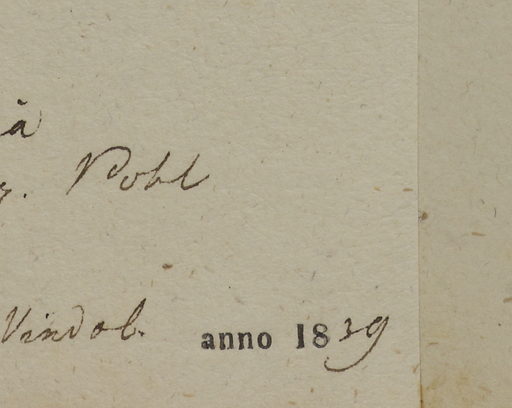 à
Pohl
Vindob. anno 1839